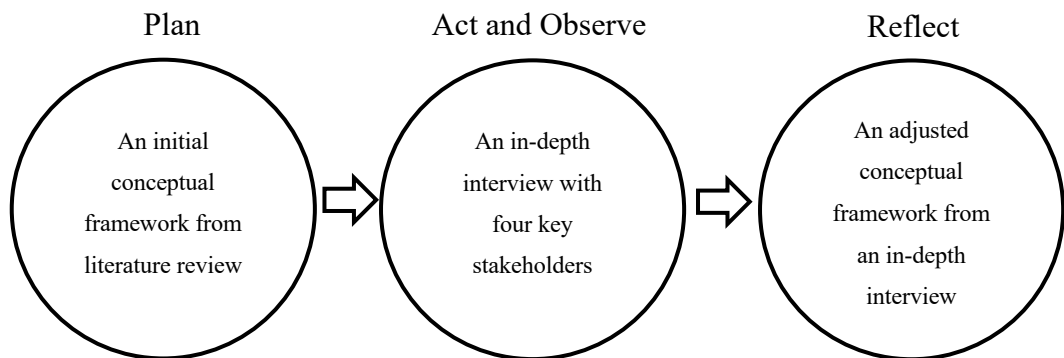 Plan
An initial
conceptual
framework from
literature review
Act and Observe
An in-depth
interview with
four key
stakeholders
Reflect
An adjusted
conceptual
framework from
an in-depth
interview